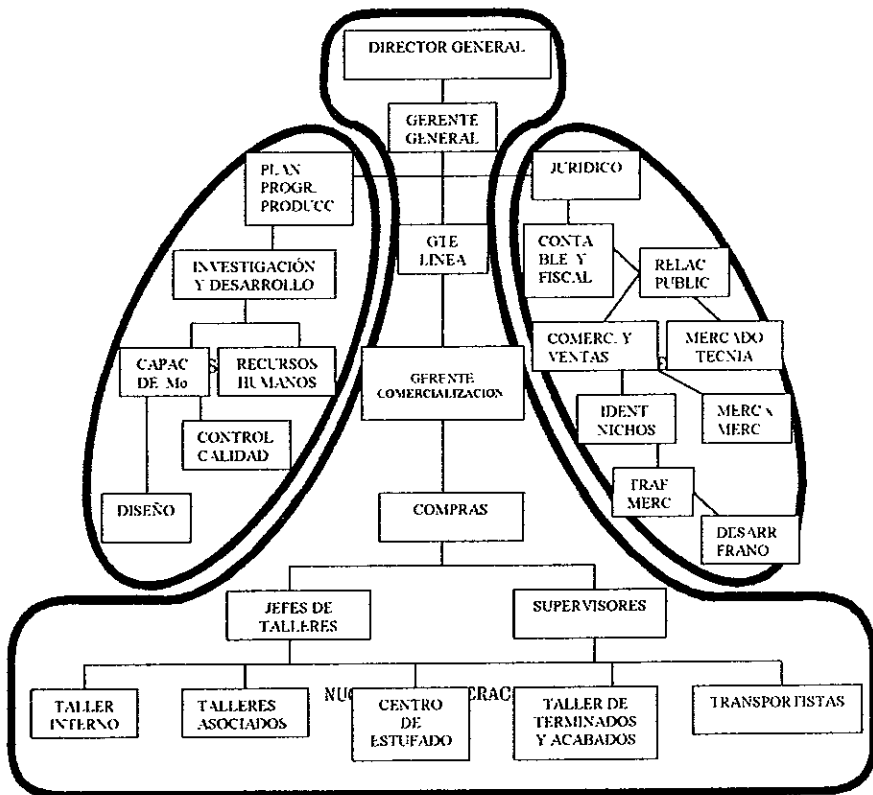 DIRECTOR GENERAL
GERENTE
GENERAL
PLAN
PROGR.
PRODUCC
JURIDICO
GTE
LINEA
CONTA
BLE Y
FISCAL
RELAC
PUBLIC
INVESTIGACIÓN
Y DESARROLLO
COMERC. Y
VENTAS
MERCADO
TECNIA
CAPAC
DE Mo
S
RECURSOS
HUMANOS
GERENTE
COMERCIALIZACION
IDENT
NICHOS
MERC
CONTROL
CALIDAD
TRAF
MERC
DISEÑO
COMPRAS
DESARR
FRANO
JEFES DE
TALLERES
SUPERVISORES
TALLER
INTERNO
TALLERES
ASOCIADOS
CENTRO
DE
ESTUFADO
TALLER DE
TERMINADOS
Y ACABADOS
TRANSPORTISTAS